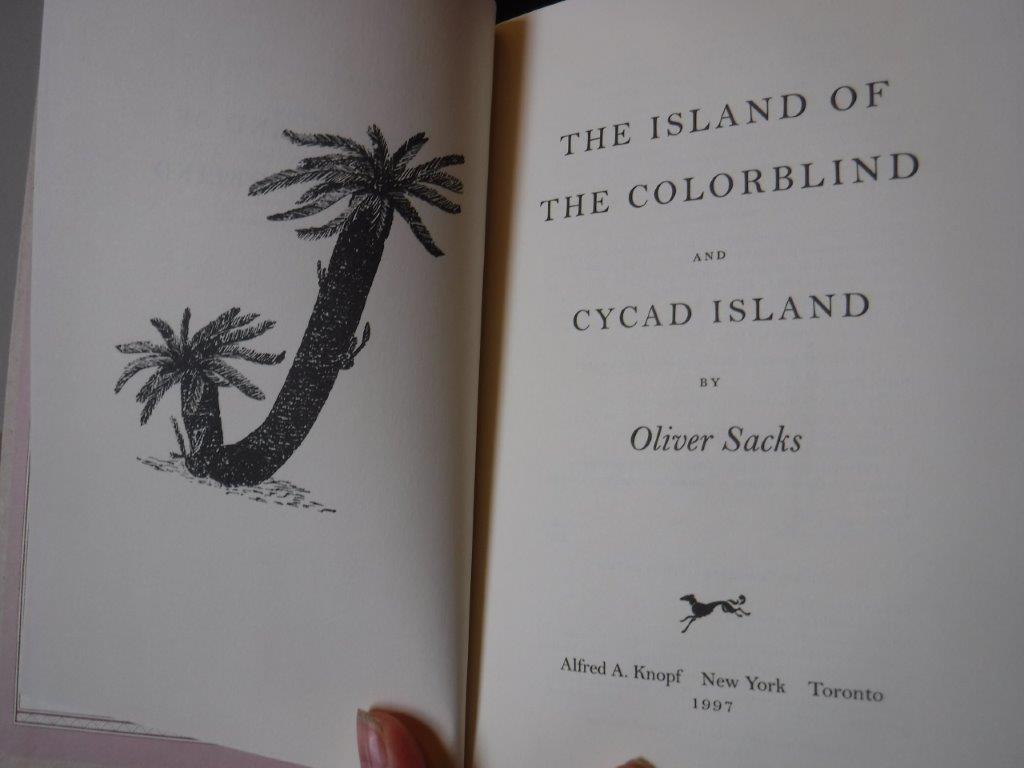 THE ISLAND OF
THE COLORBLIND
AND
CYCAD ISLAND
BY
Oliver Sacks
Alfred A. Knopf New York Toronto
1997